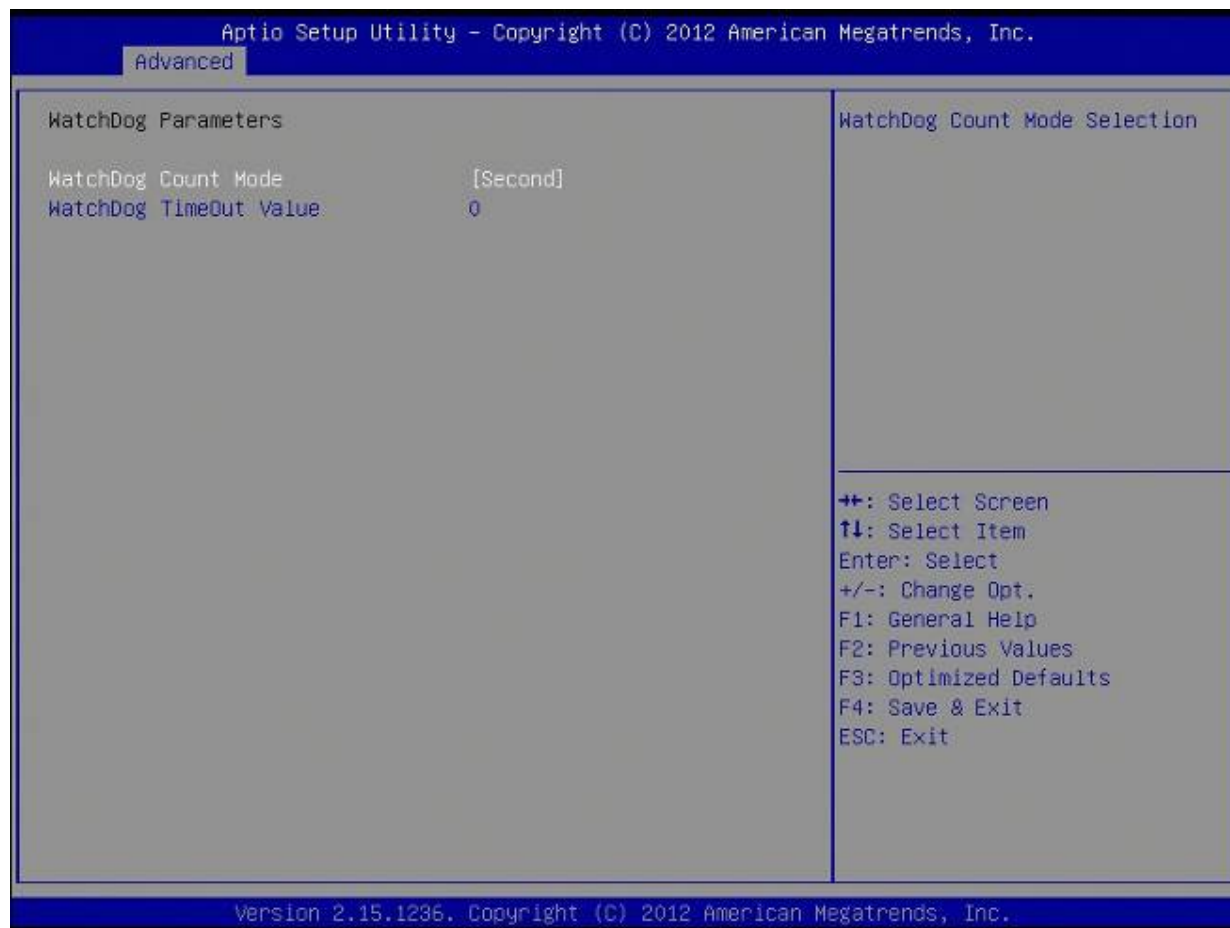 Aptio Setup Utility – Copyright (C) 2012 American Megatrends, Inc.
Advanced
WatchDog Parameters
WatchDog Count Mode [Second]
WatchDog TimeOut Value 0
WatchDog Count Mode Selection
→←: Select Screen
↑↓: Select Item
Enter: Select
+/-: Change Opt.
F1: General Help
F2: Previous Values
F3: Optimized Defaults
F4: Save & Exit
ESC: Exit
Version 2.15.1236. Copyright (C) 2012 American Megatrends, Inc.